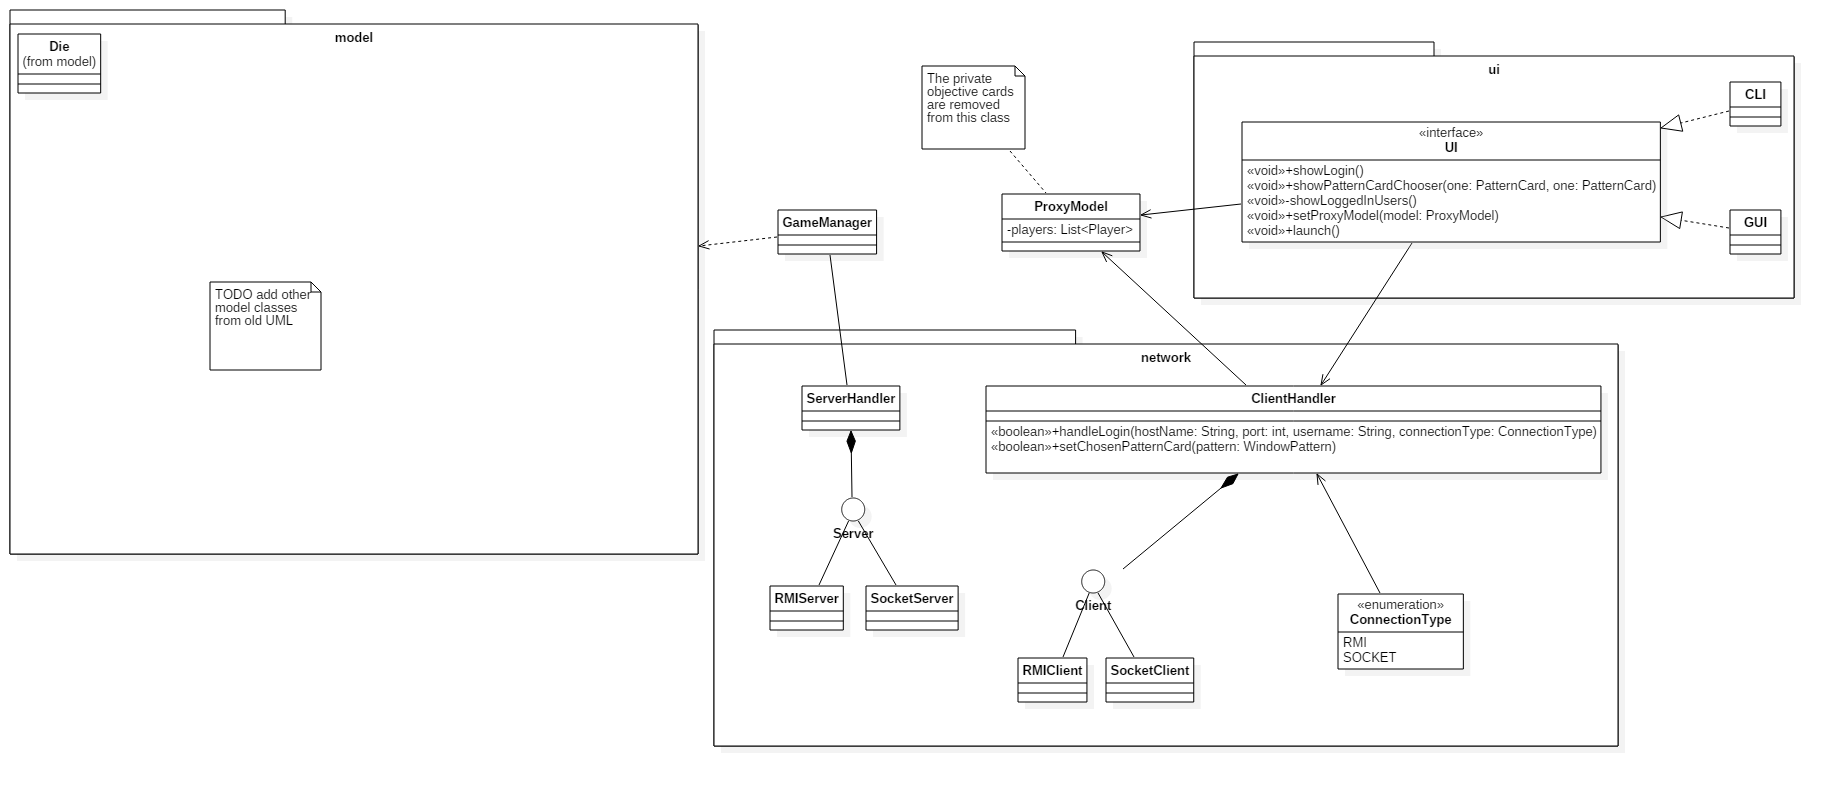 model
Die
(from model)
TODO add other
model classes
from old UML
GameManager
The private
objective cards
are removed
from this class
ProxyModel
-players: List<Player>
ui
«interface»
UI
«void»+showLogin()
«void»+showPatternCardChooser(one: PatternCard, one: PatternCard)
«void»-showLoggedInUsers()
«void»+setProxyModel(model: ProxyModel)
«void»+launch()
CLI
GUI
network
ServerHandler
Server
RMIServer
SocketServer
ClientHandler
«boolean»+handleLogin(hostName: String, port: int, username: String, connectionType: ConnectionType)
«boolean»+setChosenPatternCard(pattern: WindowPattern)
Client
RMIClient
SocketClient
«enumeration»
ConnectionType
RMI
SOCKET